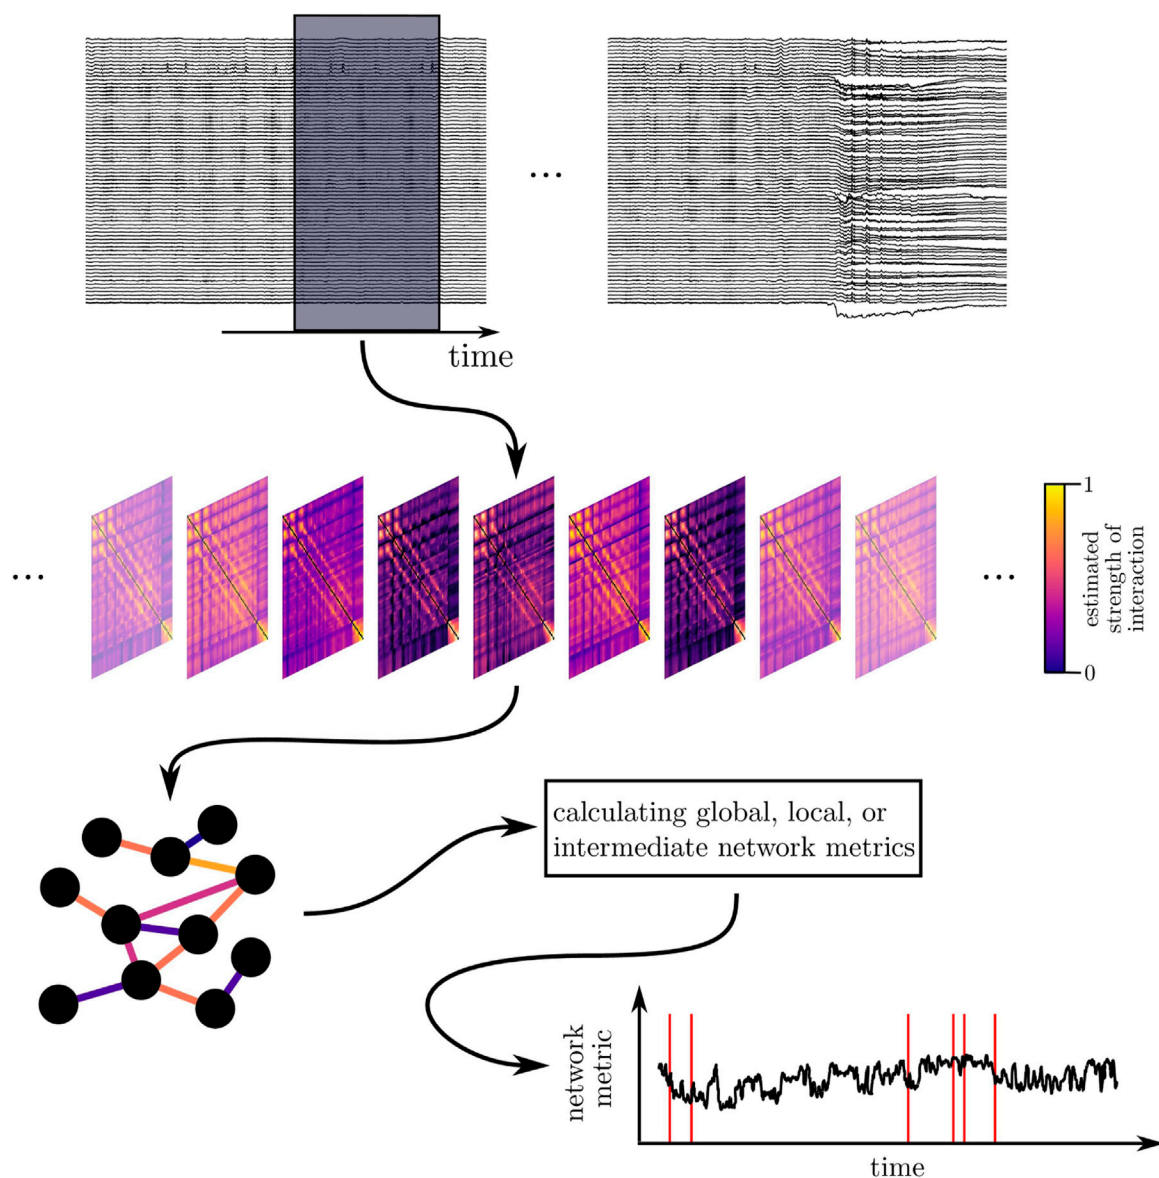 ...
time
...
...
1
estimated
strength of
interaction
0
calculating global, local, or
intermediate network metrics
network
metric
time